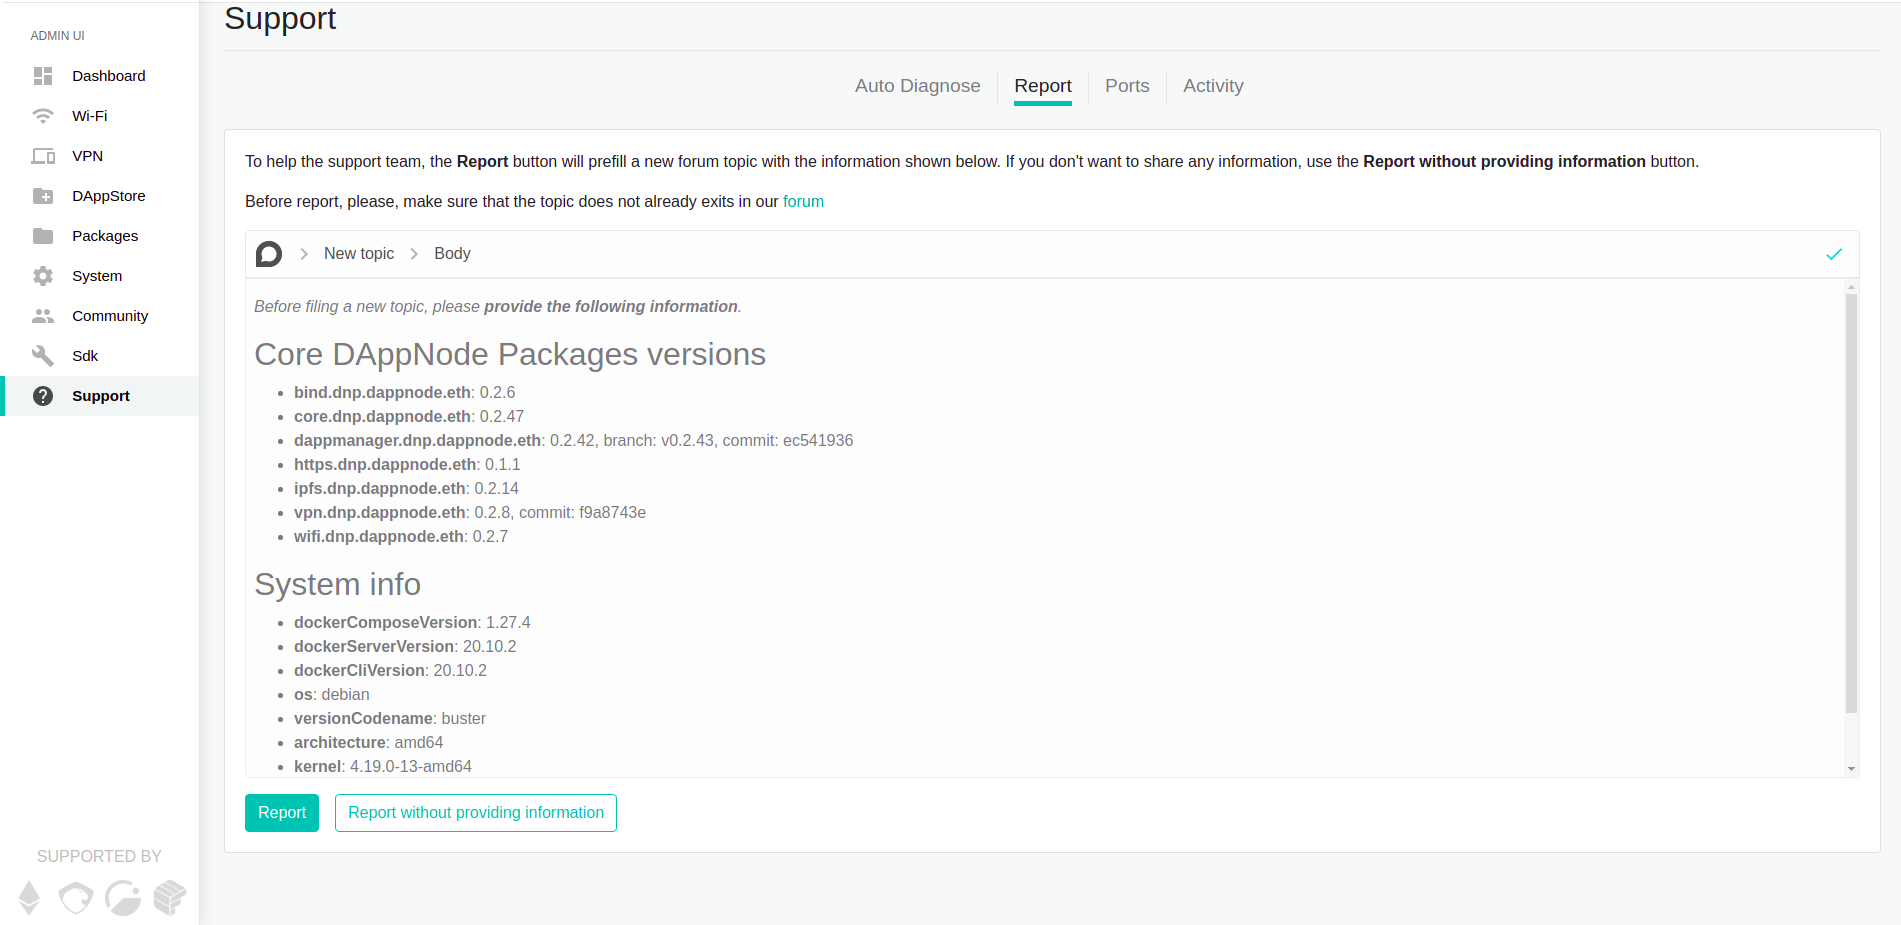 Support
ADMIN UI
Dashboard
Wi-Fi
VPN
DAppStore
Packages
System
Community
Sdk
Support
SUPPORTED BY
Auto Diagnose
Report
Ports
Activity
To help the support team, the Report button will prefill a new forum topic with the information shown below. If you don't want to share any information, use the Report without providing information button.
Before report, please, make sure that the topic does not already exits in our forum
New topic
Body
Before filing a new topic, please provide the following information.
Core DAppNode Packages versions
bind.dnp.dappnode.eth: 0.2.6
core.dnp.dappnode.eth: 0.2.47
dappmanager.dnp.dappnode.eth: 0.2.42, branch: v0.2.43, commit: ec541936
https.dnp.dappnode.eth: 0.1.1
ipfs.dnp.dappnode.eth: 0.2.14
vpn.dnp.dappnode.eth: 0.2.8, commit: f9a8743e
wifi.dnp.dappnode.eth: 0.2.7
System info
dockerComposeVersion: 1.27.4
dockerServerVersion: 20.10.2
dockerCliVersion: 20.10.2
os: debian
versionCodename: buster
architecture: amd64
kernel: 4.19.0-13-amd64
Report
Report without providing information